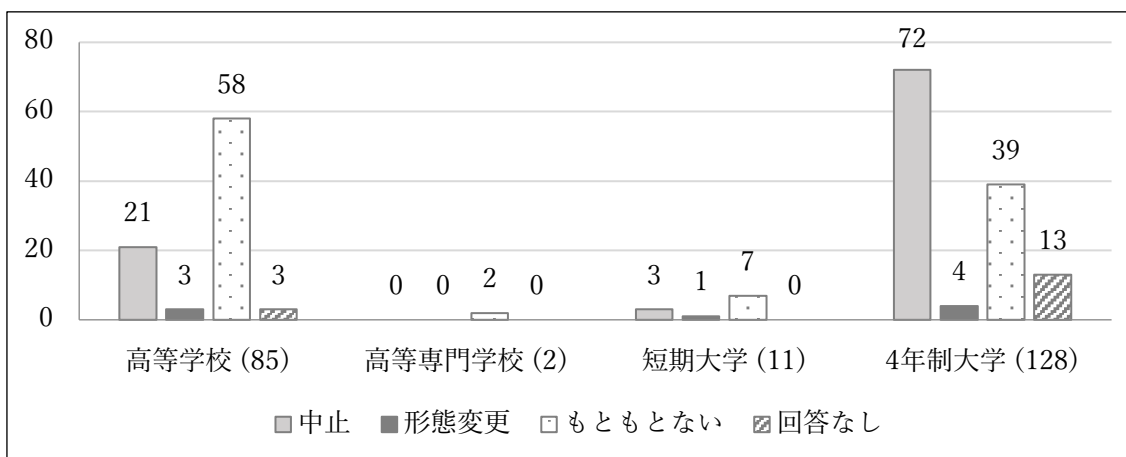 80
60
40
20
0
21
3
58
3
0
0
2
0
3
1
7
0
72
4
39
13
高等学校 (85)
高等専門学校 (2)
短期大学 (11)
4年制大学 (128)
中止
形態変更
もともとない
回答なし